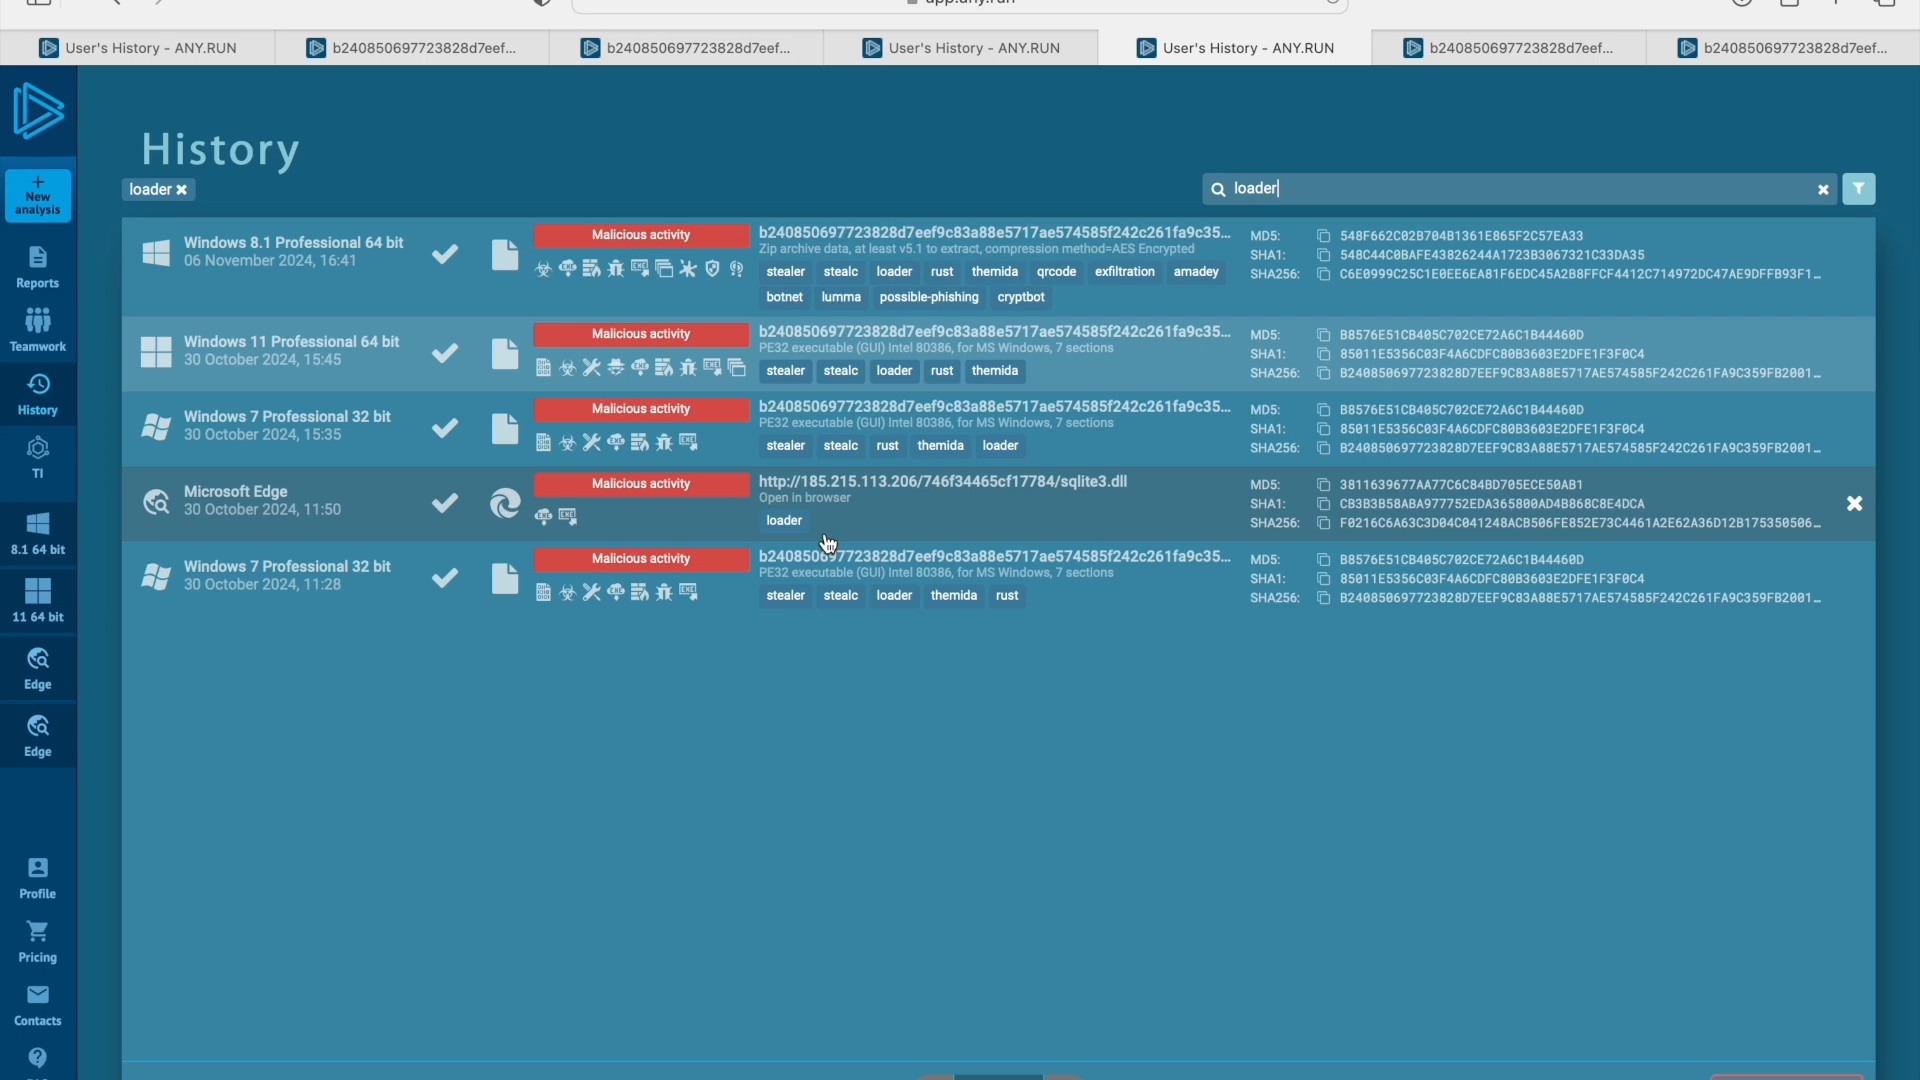 User's History - ANY.RUN
b240850697723828d7eef...
b240850697723828d7eef...
User's History - ANY.RUN
User's History - ANY.RUN
b240850697723828d7eef...
b240850697723828d7eef...
History
loader
loader
New
analysis
Reports
Teamwork
History
TI
8.1 64 bit
11 64 bit
Edge
Edge
Profile
Pricing
Contacts
Windows 8.1 Professional 64 bit
06 November 2024, 16:41
Malicious activity
b240850697723828d7eef9c83a88e5717ae574585f242c261fa9c35...
Zip archive data, at least v5.1 to extract, compression method=AES Encrypted
stealer stealc loader rust themida qrcode exfiltration amadey
botnet lumma possible-phishing cryptbot
MD5: 548F662C02B704B1361E865F2C57EA33
SHA1: 548C44C0BAFE43826244A1723B3067321C33DA35
SHA256: C6E0999C25C1E0EE6EA81F6EDC45A2B8FFCF4412C714972DC47AE9DFFB93F1...
Windows 11 Professional 64 bit
30 October 2024, 15:45
Malicious activity
b240850697723828d7eef9c83a88e5717ae574585f242c261fa9c35...
PE32 executable (GUI) Intel 80386, for MS Windows, 7 sections
stealer stealc loader rust themida
MD5: B8576E51CB405C702CE72A6C1B44460D
SHA1: 85011E5356C03F4A6CDFC80B3603E2DFE1F3F0C4
SHA256: B240850697723828D7EEF9C83A88E5717AE574585F242C261FA9C359FB2001...
Windows 7 Professional 32 bit
30 October 2024, 15:35
Malicious activity
b240850697723828d7eef9c83a88e5717ae574585f242c261fa9c35...
PE32 executable (GUI) Intel 80386, for MS Windows, 7 sections
stealer stealc rust themida loader
MD5: B8576E51CB405C702CE72A6C1B44460D
SHA1: 85011E5356C03F4A6CDFC80B3603E2DFE1F3F0C4
SHA256: B240850697723828D7EEF9C83A88E5717AE574585F242C261FA9C359FB2001...
Microsoft Edge
30 October 2024, 11:50
Malicious activity
http://185.215.113.206/746f34465cf17784/sqlite3.dll
Open in browser
loader
MD5: 3811639677AA77C6C84BD705ECE50AB1
SHA1: CB3B3B58ABA977752EDA365800AD4B868C8E4DCA
SHA256: F0216C6A63C3D04C041248ACB506FE852E73C4461A2E62A36D12B175350506...
Windows 7 Professional 32 bit
30 October 2024, 11:28
Malicious activity
b240850697723828d7eef9c83a88e5717ae574585f242c261fa9c35...
PE32 executable (GUI) Intel 80386, for MS Windows, 7 sections
stealer stealc loader themida rust
MD5: B8576E51CB405C702CE72A6C1B44460D
SHA1: 85011E5356C03F4A6CDFC80B3603E2DFE1F3F0C4
SHA256: B240850697723828D7EEF9C83A88E5717AE574585F242C261FA9C359FB2001...